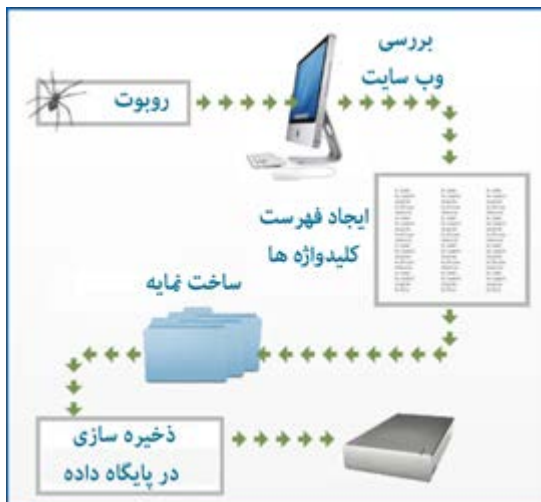 روبوت
بررسی
وب سایت
ایجاد فهرست
کلیدواژه ها
ساخت نمایه
ذخیره سازی
در پایگاه داده